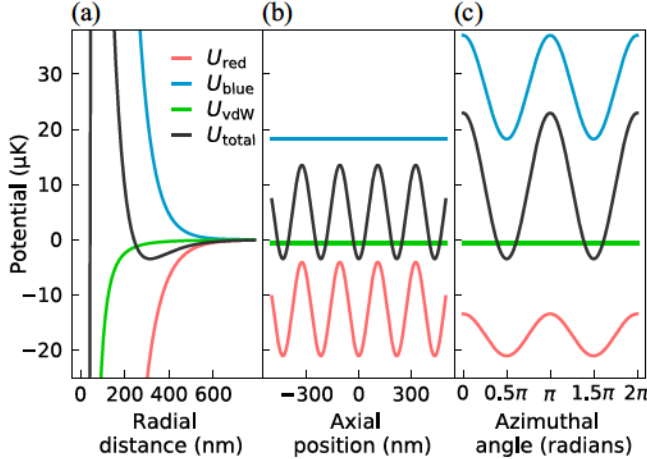 (a) (b) (c)
Potential (μK)
30
20
10
0
−10
−20
U_red
U_blue
U_vdW
U_total
0 200 400 600
−300 0 300
0 0.5π π 1.5π 2π
Radial
distance (nm)
Axial
position (nm)
Azimuthal
angle (radians)